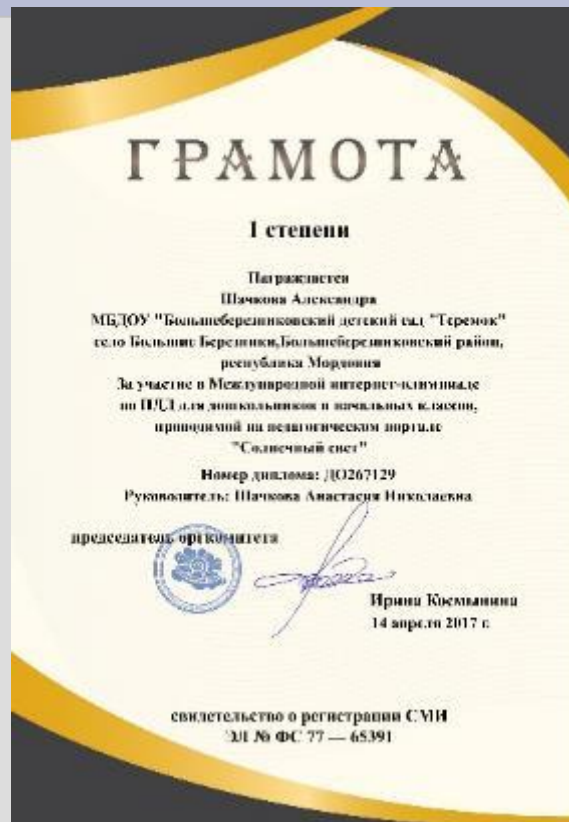 ГРАМОТА
I степени
Награждается
Шачкова Александра
МБДОУ "Большеберезниковский детский сад "Теремок"
село Большие Березники,Большеберезниковский район,
республика Мордовия
За участие в Международной интернет-олимпиаде
по ПДД для дошкольников и начальных классов,
проводимой на педагогическом портале
"Солнечный свет"
Номер диплома: ДО267129
Руководитель: Шачкова Анастасия Николаевна
председатель оргкомитета
Ирина Космынина
14 апреля 2017 г.
свидетельство о регистрации СМИ
ЭЛ № ФС 77 — 65391